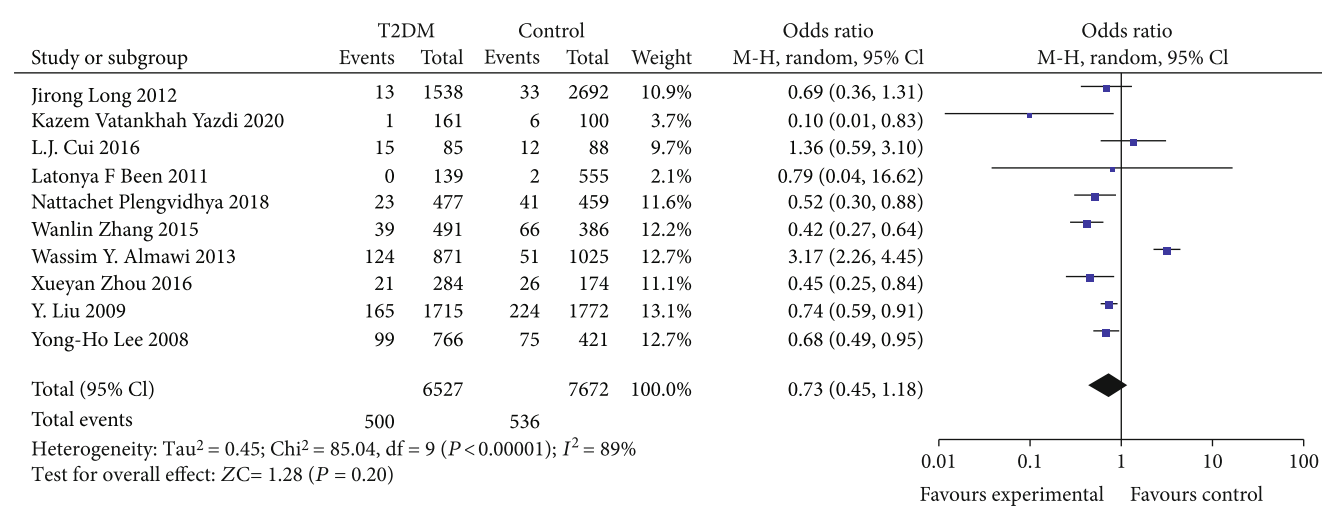 T2DM Control Odds ratio Odds ratio
Study or subgroup Events Total Events Total Weight M-H, random, 95% Cl M-H, random, 95% Cl
Jirong Long 2012 13 1538 33 2692 10.9% 0.69 (0.36, 1.31)
Kazem Vatankhah Yazdi 2020 1 161 6 100 3.7% 0.10 (0.01, 0.83)
L.J. Cui 2016 15 85 12 88 9.7% 1.36 (0.59, 3.10)
Latonya F Been 2011 0 139 2 555 2.1% 0.79 (0.04, 16.62)
Nattachet Plengvidhya 2018 23 477 41 459 11.6% 0.52 (0.30, 0.88)
Wanlin Zhang 2015 39 491 66 386 12.2% 0.42 (0.27, 0.64)
Wassim Y. Almawi 2013 124 871 51 1025 12.7% 3.17 (2.26, 4.45)
Xueyan Zhou 2016 21 284 26 174 11.1% 0.45 (0.25, 0.84)
Y. Liu 2009 165 1715 224 1772 13.1% 0.74 (0.59, 0.91)
Yong-Ho Lee 2008 99 766 75 421 12.7% 0.68 (0.49, 0.95)
Total (95% Cl) 6527 7672 100.0% 0.73 (0.45, 1.18)
Total events 500 536
Heterogeneity: Tau² = 0.45; Chi² = 85.04, df = 9 (P < 0.00001); I² = 89%
Test for overall effect: ZC= 1.28 (P = 0.20)
0.01 0.1 1 10 100
Favours experimental Favours control